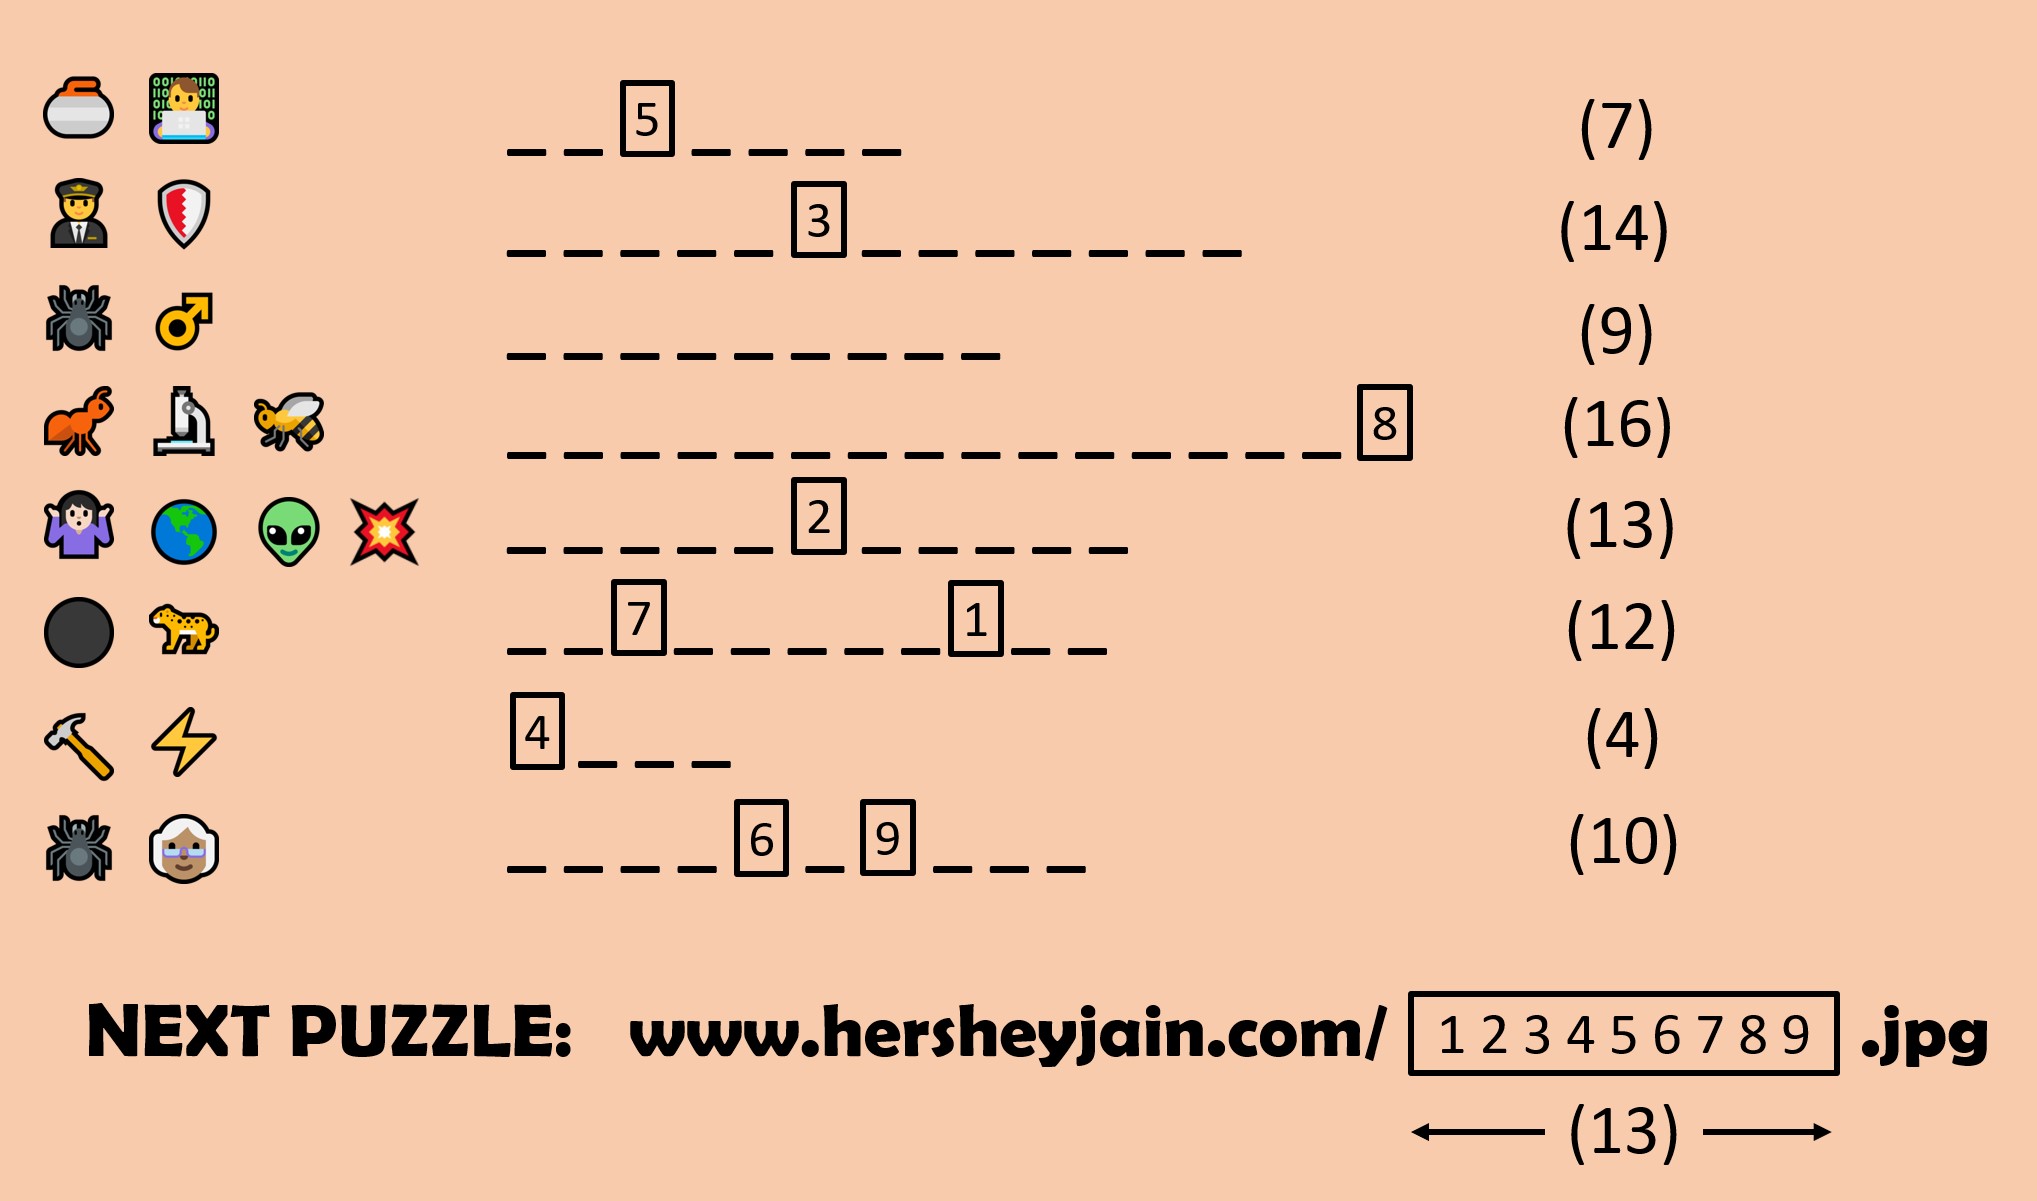 _ _ 5 _ _ _ _ (7)
_ _ _ _ _ 3 _ _ _ _ _ _ _ (14)
_ _ _ _ _ _ _ _ _ (9)
_ _ _ _ _ _ _ _ _ _ _ _ _ _ _ 8 (16)
_ _ _ _ _ 2 _ _ _ _ _ (13)
_ _ 7 _ _ _ _ _ 1 _ _ (12)
4 _ _ _ (4)
_ _ _ _ 6 _ 9 _ _ _ (10)
NEXT PUZZLE: www.hersheyjain.com/ 1 2 3 4 5 6 7 8 9 .jpg
(13)